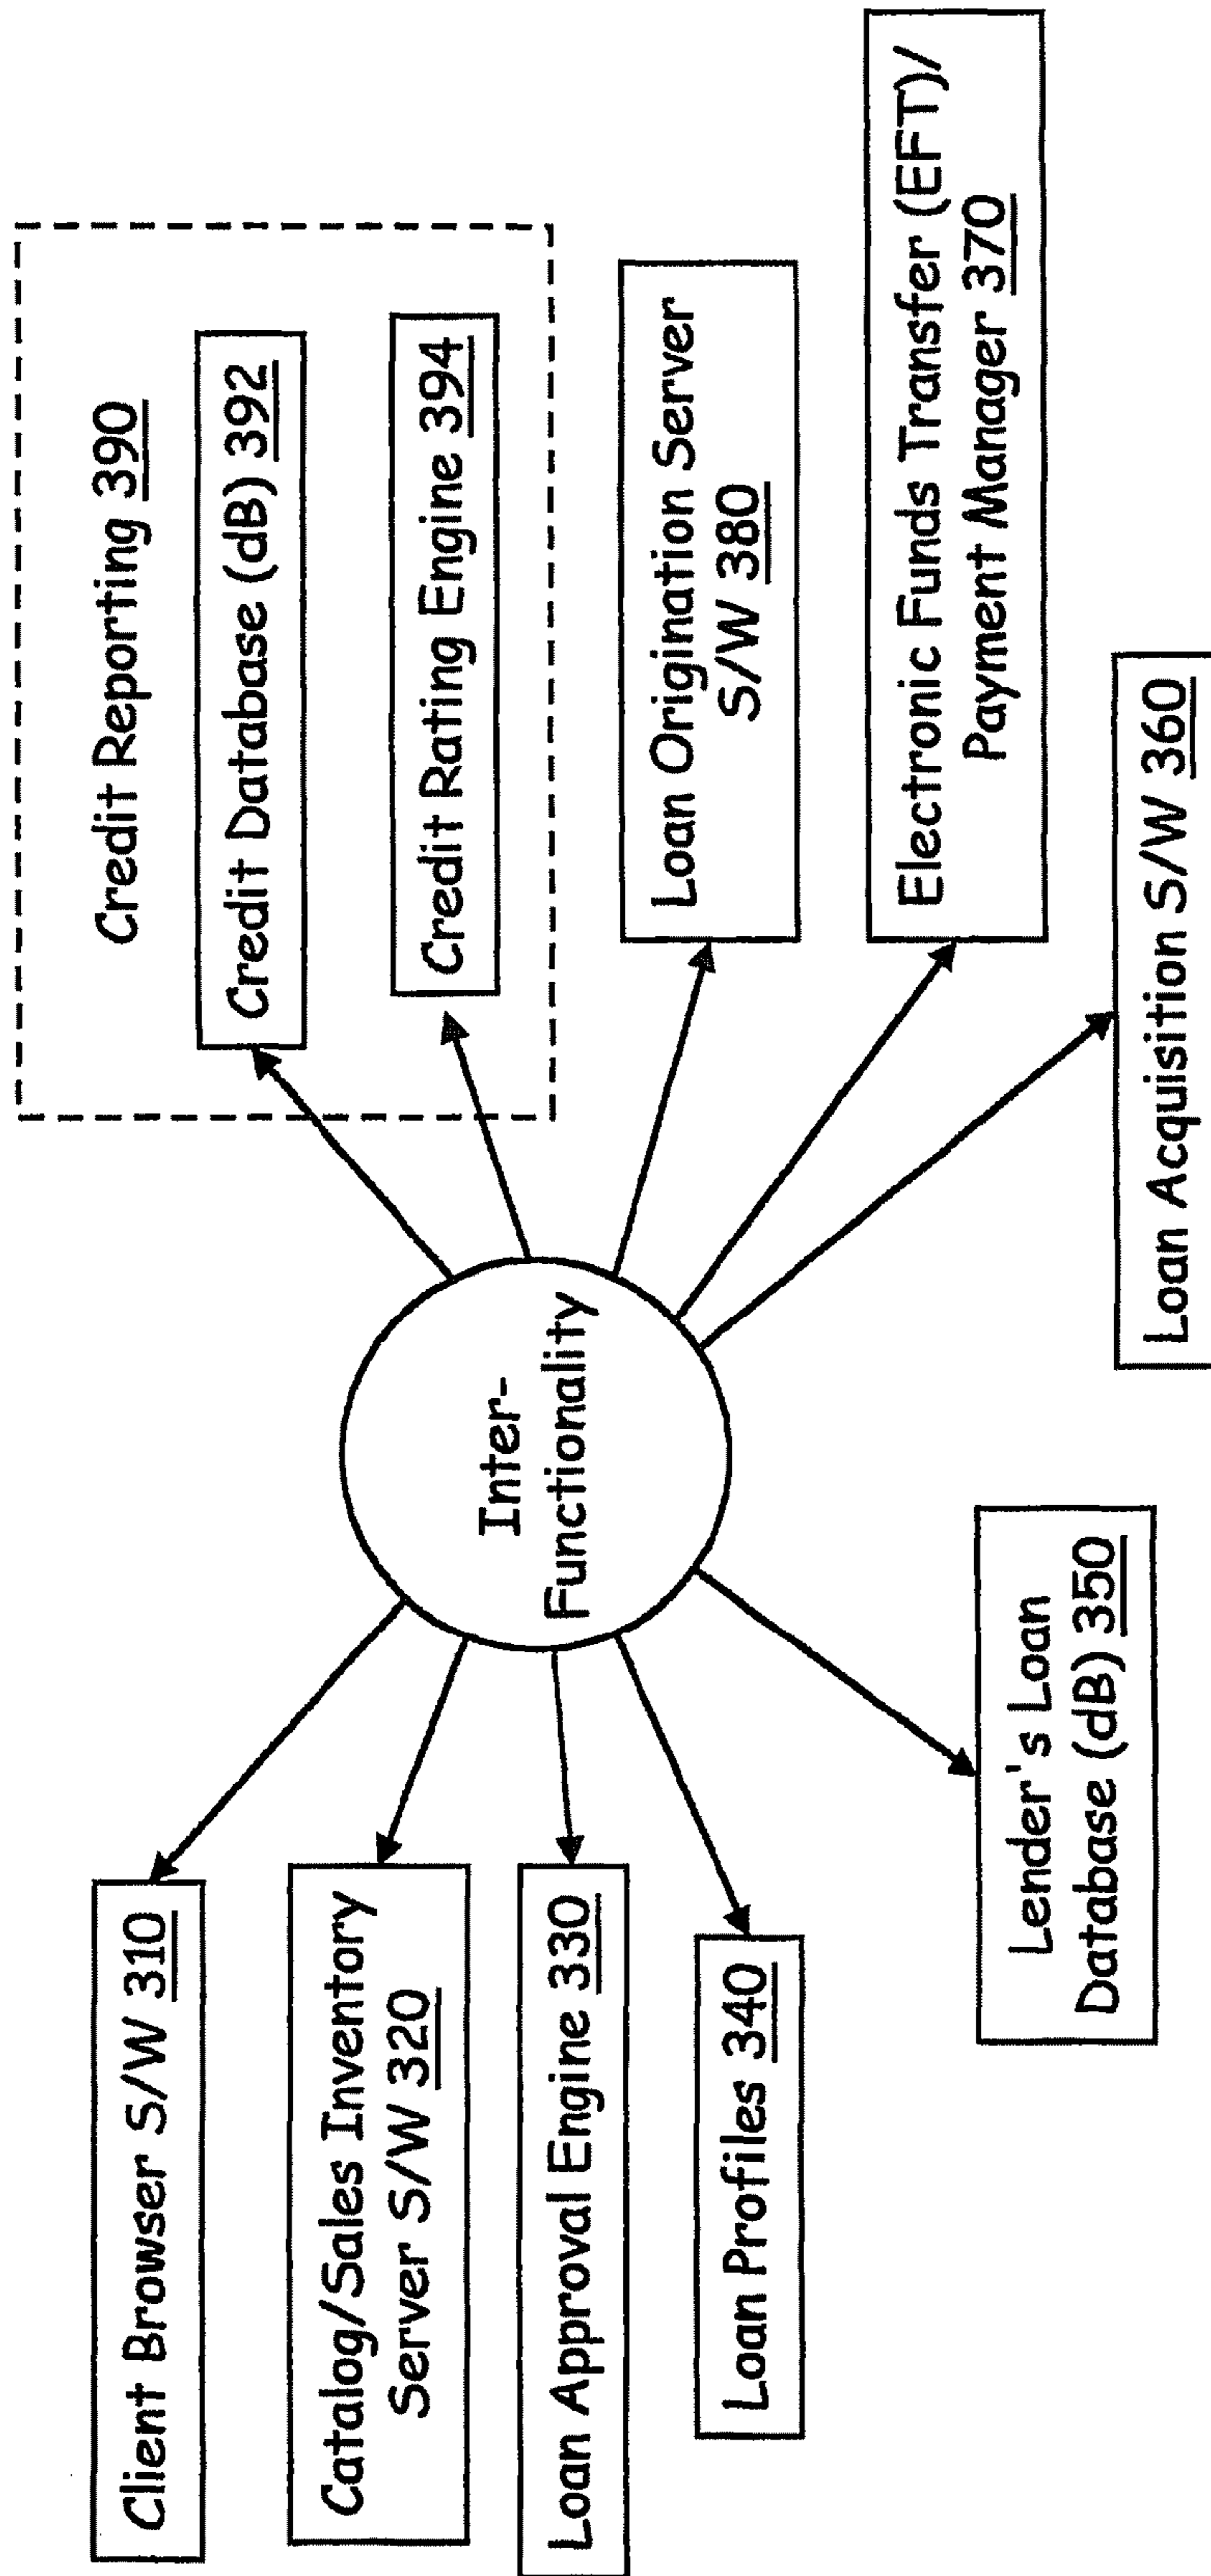 Client Browser S/W 310
Catalog/Sales Inventory
Server S/W 320
Loan Approval Engine 330
Loan Profiles 340
Lender's Loan
Database (dB) 350
Inter-
Functionality
Credit Reporting 390
Credit Database (dB) 392
Credit Rating Engine 394
Loan Origination Server
S/W 380
Electronic Funds Transfer (EFT)/
Payment Manager 370
Loan Acquisition S/W 360